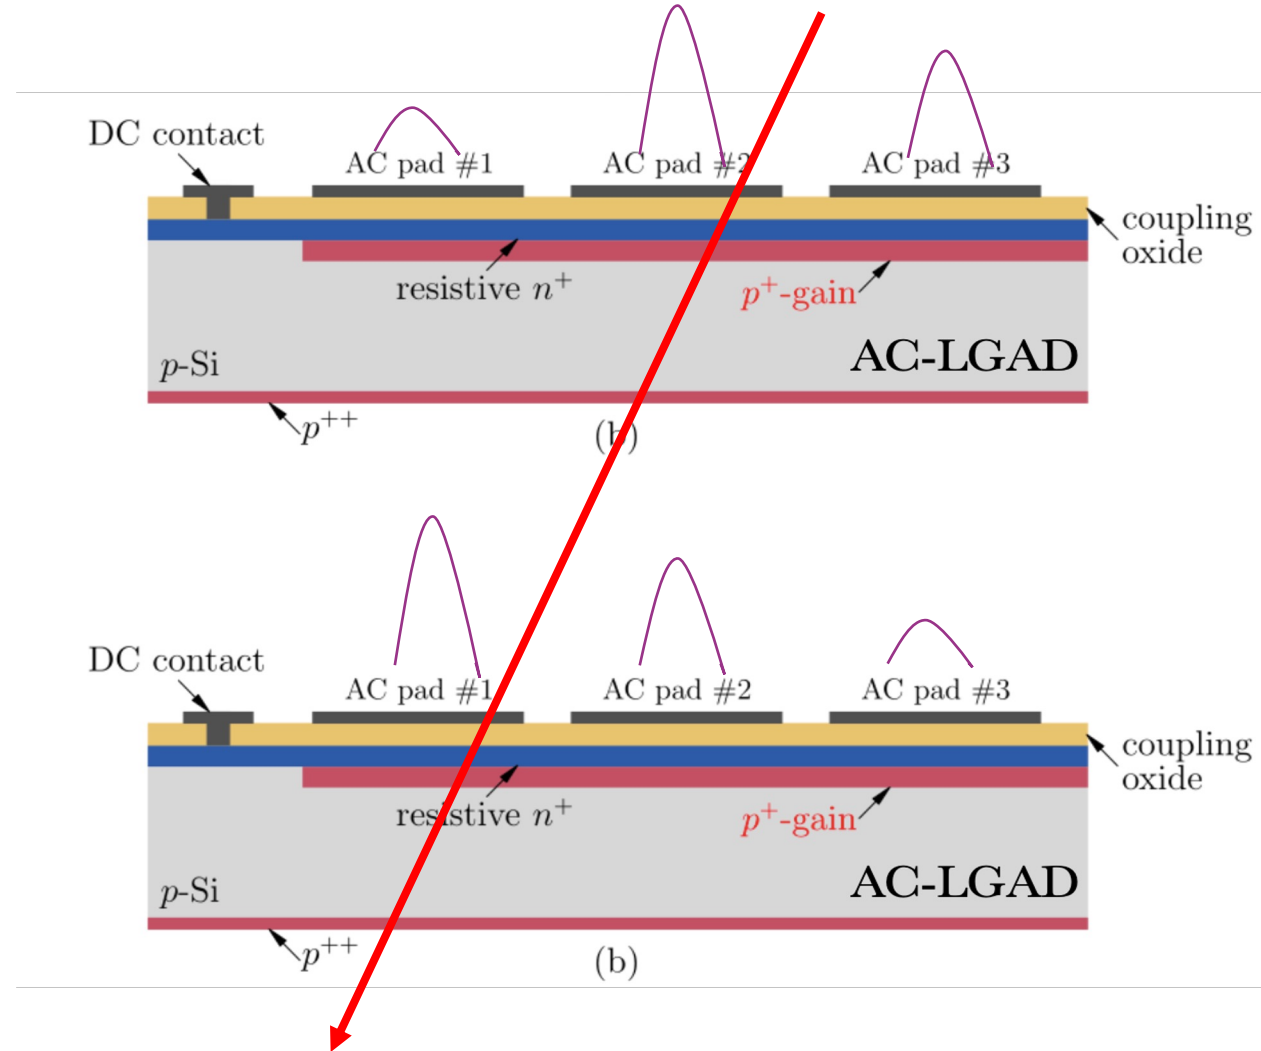 DC contact
AC pad #1
AC pad #2
AC pad #3
coupling
oxide
resistive n⁺
p⁺-gain
AC-LGAD
p-Si
p⁺⁺
(b)
DC contact
AC pad #1
AC pad #2
AC pad #3
coupling
oxide
resistive n⁺
p⁺-gain
AC-LGAD
p-Si
p⁺⁺
(b)